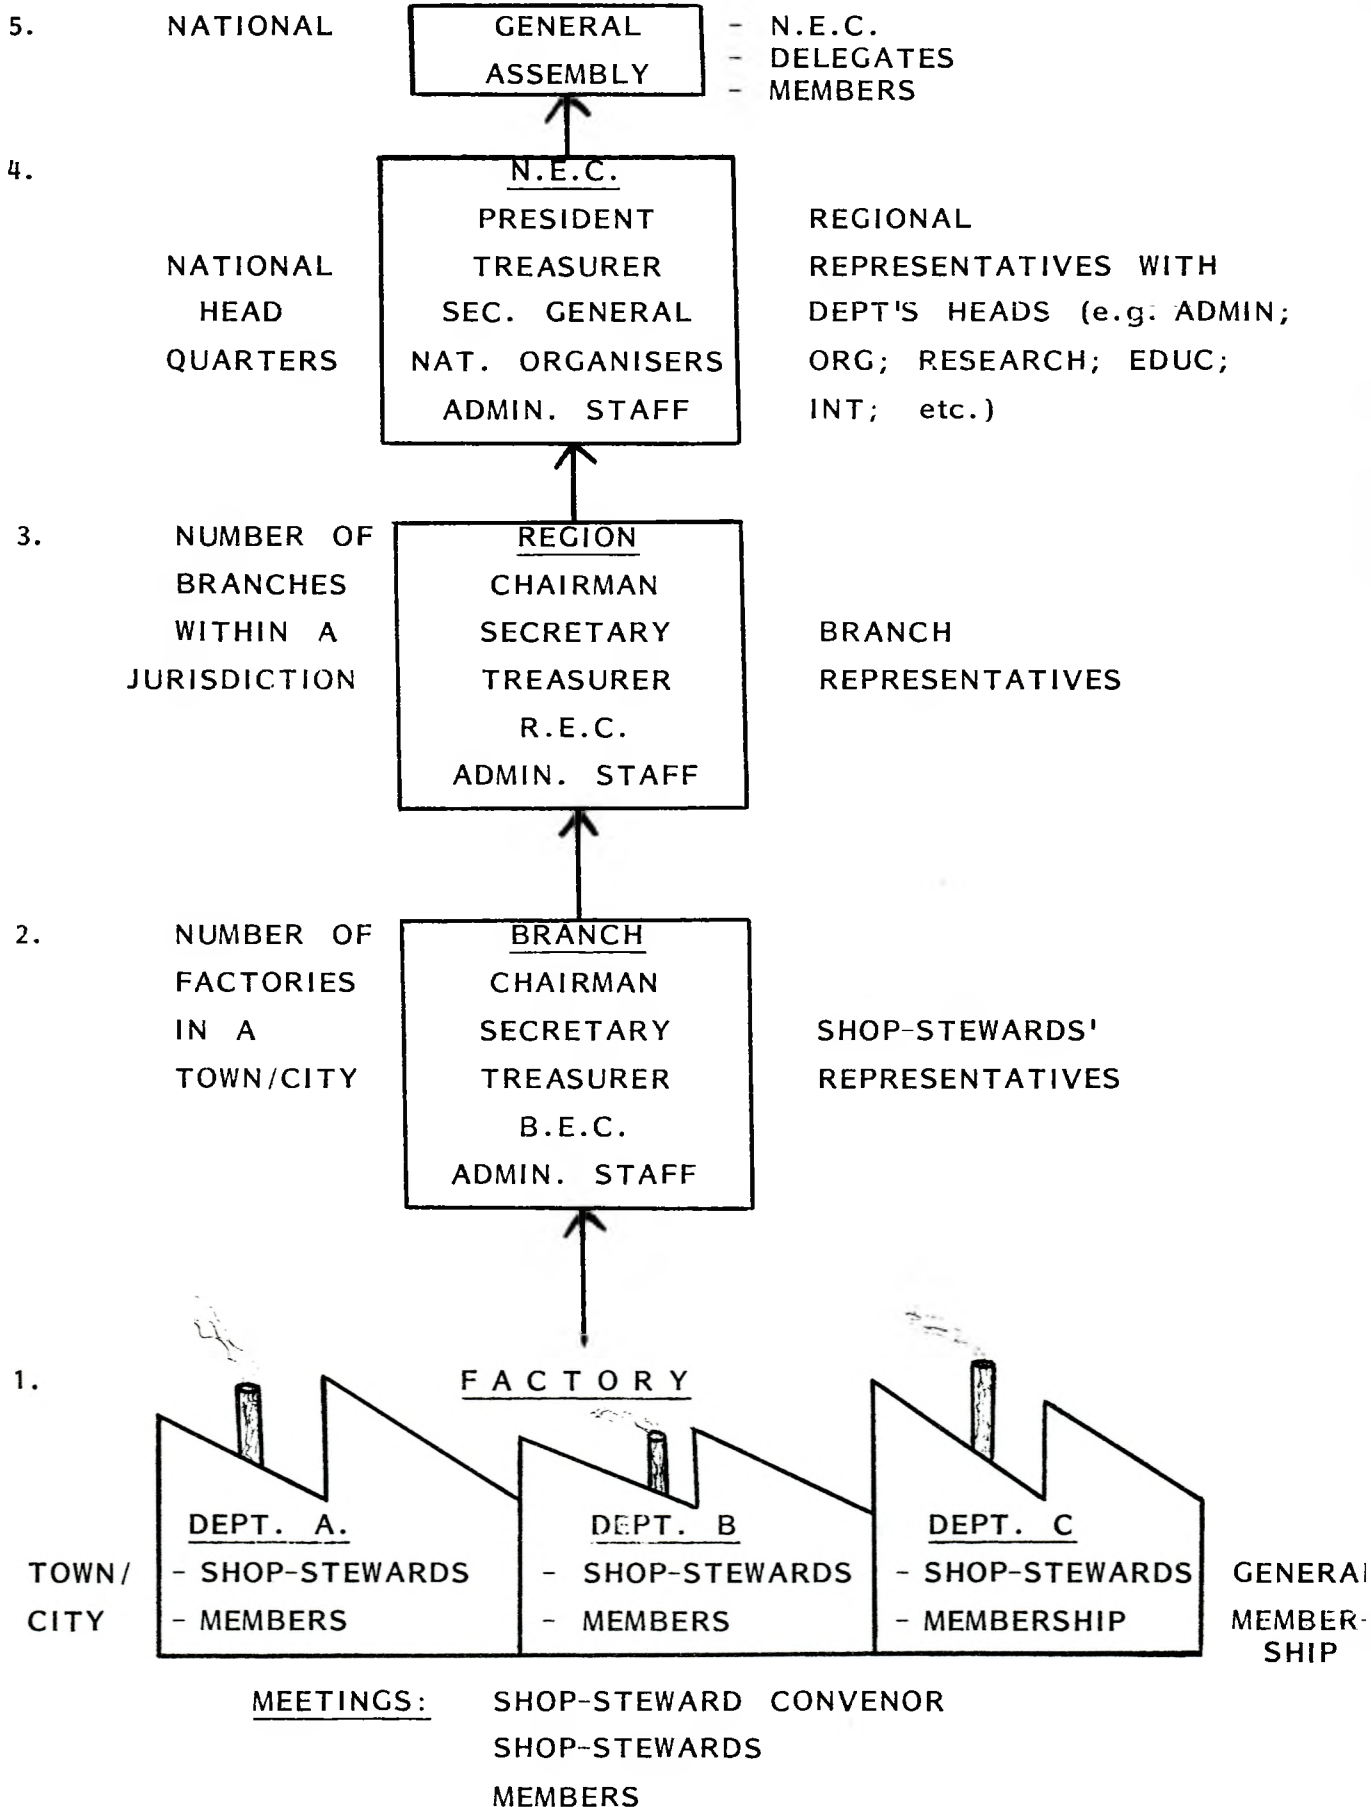 5. NATIONAL GENERAL - N.E.C.
ASSEMBLY - DELEGATES
- MEMBERS
4. N.E.C.
PRESIDENT REGIONAL
NATIONAL TREASURER REPRESENTATIVES WITH
HEAD SEC. GENERAL DEPT'S HEADS (e.g. ADMIN;
QUARTERS NAT. ORGANISERS ORG; RESEARCH; EDUC;
ADMIN. STAFF INT; etc.)
3. NUMBER OF REGION
BRANCHES CHAIRMAN
WITHIN A SECRETARY BRANCH
JURISDICTION TREASURER REPRESENTATIVES
R.E.C.
ADMIN. STAFF
2. NUMBER OF BRANCH
FACTORIES CHAIRMAN
IN A SECRETARY SHOP-STEWARDS'
TOWN/CITY TREASURER REPRESENTATIVES
B.E.C.
ADMIN. STAFF
1. FACTORY
DEPT. A. DEPT. B DEPT. C
TOWN/ - SHOP-STEWARDS - SHOP-STEWARDS - SHOP-STEWARDS GENERAL
CITY - MEMBERS - MEMBERS - MEMBERSHIP MEMBER-
SHIP
MEETINGS: SHOP-STEWARD CONVENOR
SHOP-STEWARDS
MEMBERS